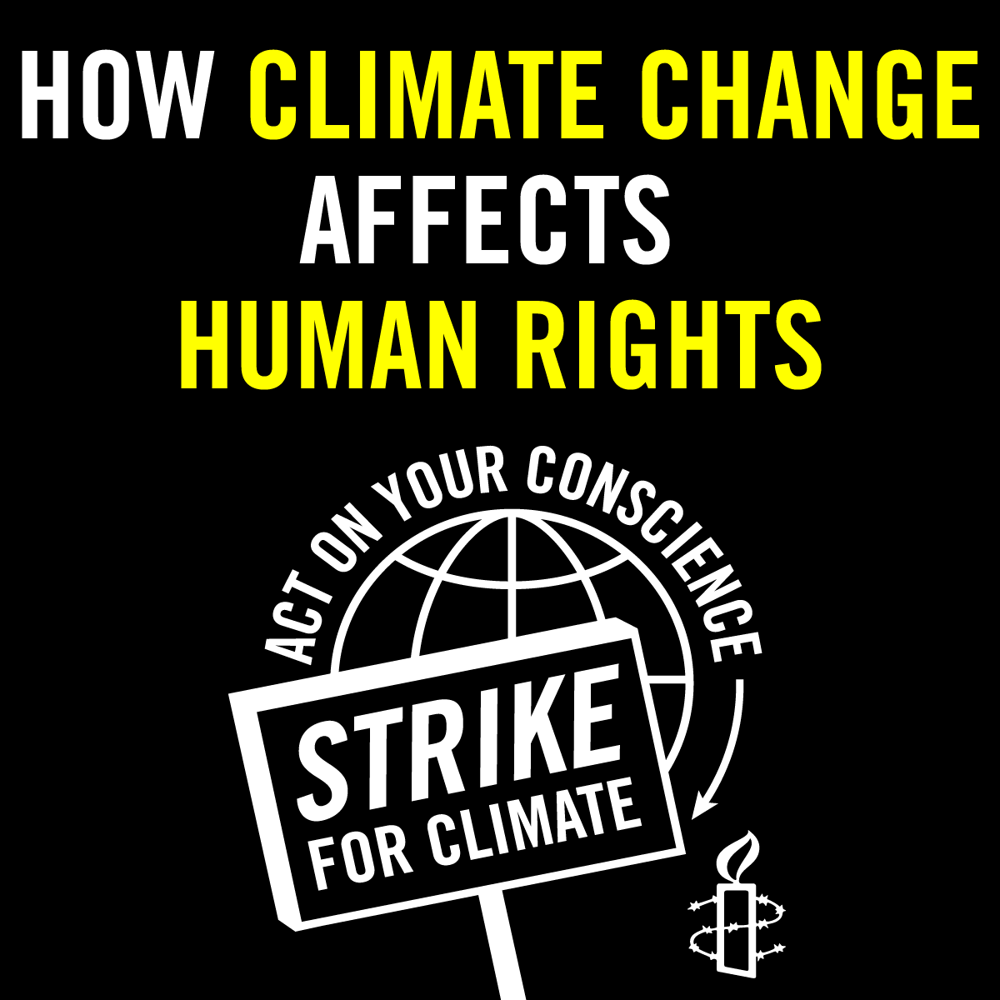 HOW CLIMATE CHANGE
AFFECTS
HUMAN RIGHTS
ACT ON YOUR CONSCIENCE
STRIKE
FOR CLIMATE